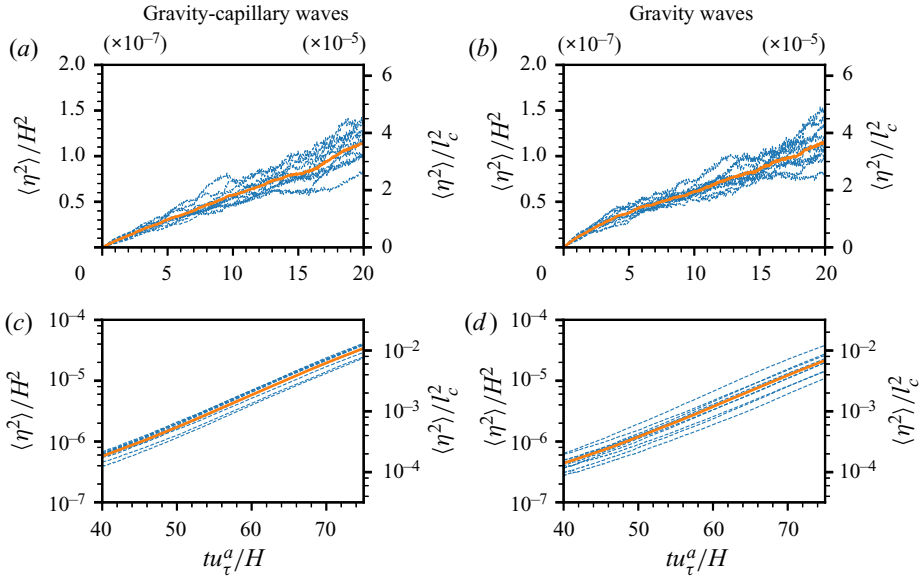 Gravity-capillary waves
Gravity waves
(a) (×10⁻⁷) (×10⁻⁵)
(b) (×10⁻⁷) (×10⁻⁵)
2.0
1.5
1.0
0.5
0
⟨η²⟩/H²
6
4
2
0
⟨η²⟩/l_c²
5 10 15 20
2.0
1.5
1.0
0.5
0
⟨η²⟩/H²
6
4
2
0
⟨η²⟩/l_c²
5 10 15 20
(c)
10⁻⁴
10⁻⁵
10⁻⁶
10⁻⁷
⟨η²⟩/H²
10⁻²
10⁻³
10⁻⁴
⟨η²⟩/l_c²
40 50 60 70
tu_τ^a/H
(d)
10⁻⁴
10⁻⁵
10⁻⁶
10⁻⁷
⟨η²⟩/H²
10⁻²
10⁻³
10⁻⁴
⟨η²⟩/l_c²
40 50 60 70
tu_τ^a/H